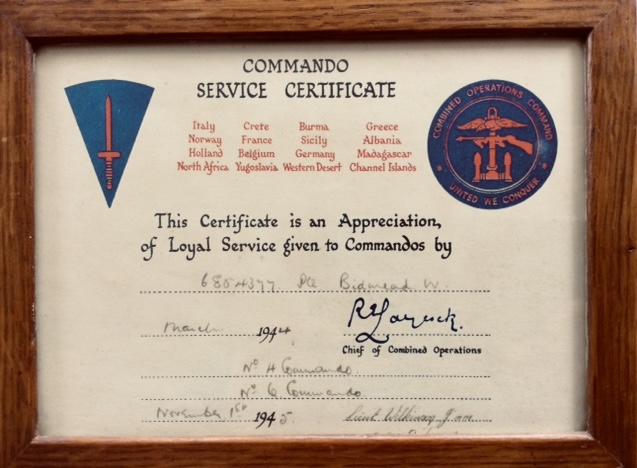 COMMANDO
SERVICE CERTIFICATE
Italy Crete Burma Greece
Norway France Sicily Albania
Holland Belgium Germany Madagascar
North Africa Yugoslavia Western Desert Channel Islands
COMBINED OPERATIONS COMMAND
UNITED WE CONQUER
This Certificate is an Appreciation,
of Loyal Service given to Commandos by
6854377 Pte Bidmead W.
March 1944 R E Laycock.
Chief of Combined Operations
No 4 Commando
No 6 Commando
November 1st 1945. Lieut